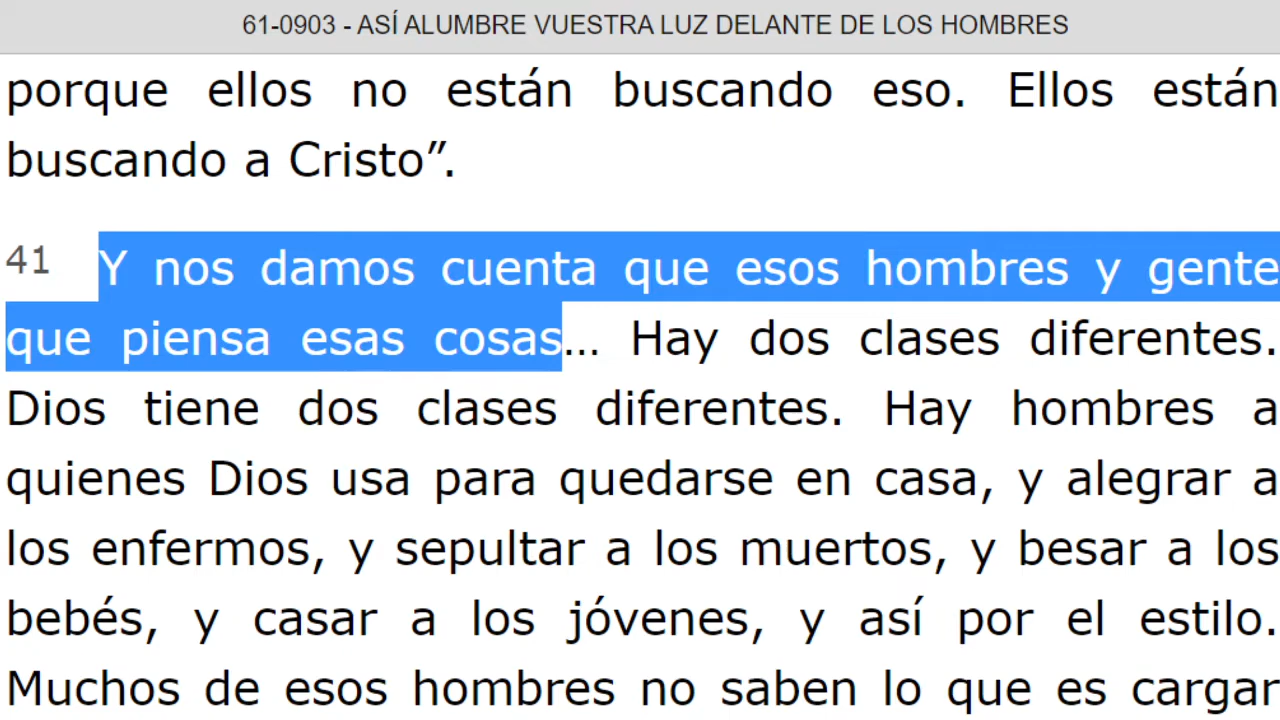 61-0903 - ASÍ ALUMBRE VUESTRA LUZ DELANTE DE LOS HOMBRES
porque ellos no están buscando eso. Ellos están
buscando a Cristo”.
41 Y nos damos cuenta que esos hombres y gente
que piensa esas cosas… Hay dos clases diferentes.
Dios tiene dos clases diferentes. Hay hombres a
quienes Dios usa para quedarse en casa, y alegrar a
los enfermos, y sepultar a los muertos, y besar a los
bebés, y casar a los jóvenes, y así por el estilo.
Muchos de esos hombres no saben lo que es cargar